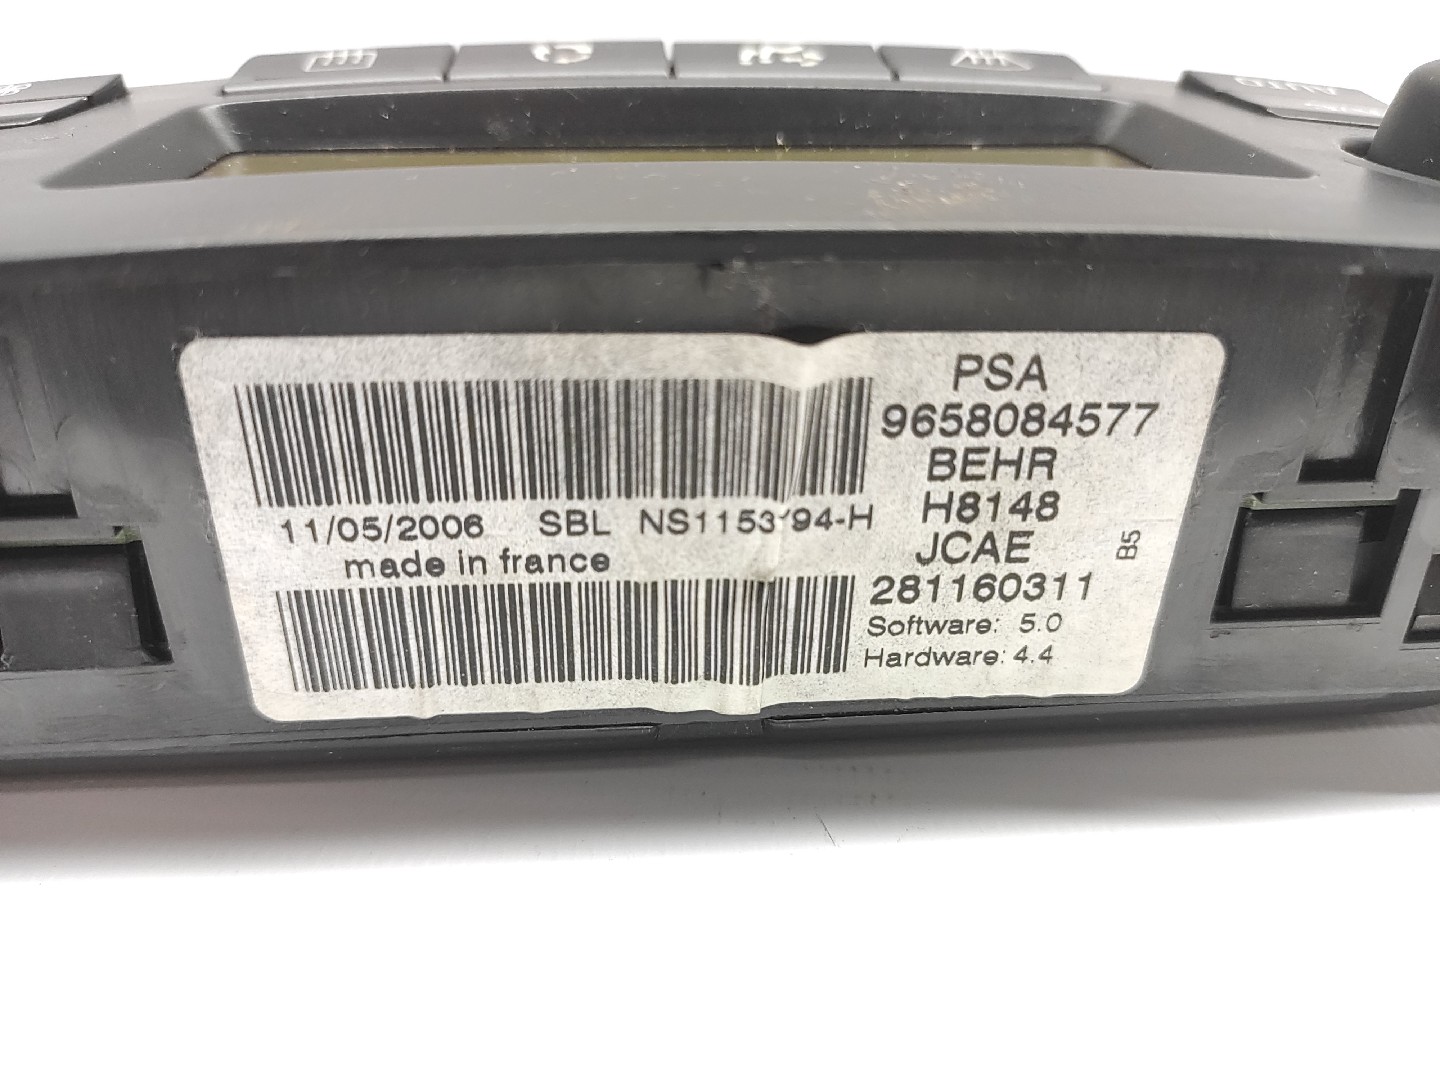 AUTO
PSA
9658084577
BEHR
H8148
JCAE
281160311
Software: 5.0
Hardware: 4.4
B5
11/05/2006 SBL
made in france